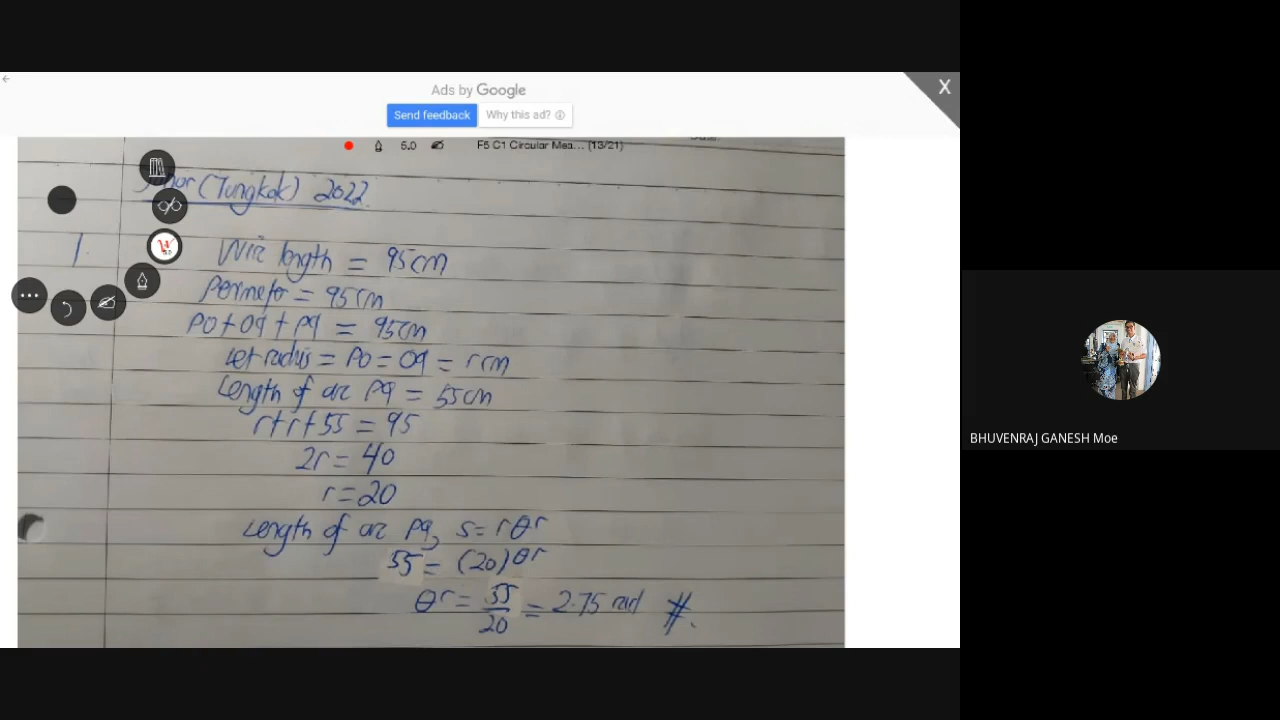 Ads by Google
X
Send feedback
Why this ad?
5.0 F5 C1 Circular Mea... (13/21)
Johor (Tungkak) 2022
1. Wire length = 95cm
Permeter = 95cm
PO + OQ + PQ = 95cm
Let radius = PO = OQ = r cm
Length of arc PQ = 55cm
r + r + 55 = 95
2r = 40
r = 20
Length of arc PQ, s = rθʳ
55 = (20)θʳ
θʳ = 55/20 = 2.75 rad #.
BHUVENRAJ GANESH Moe